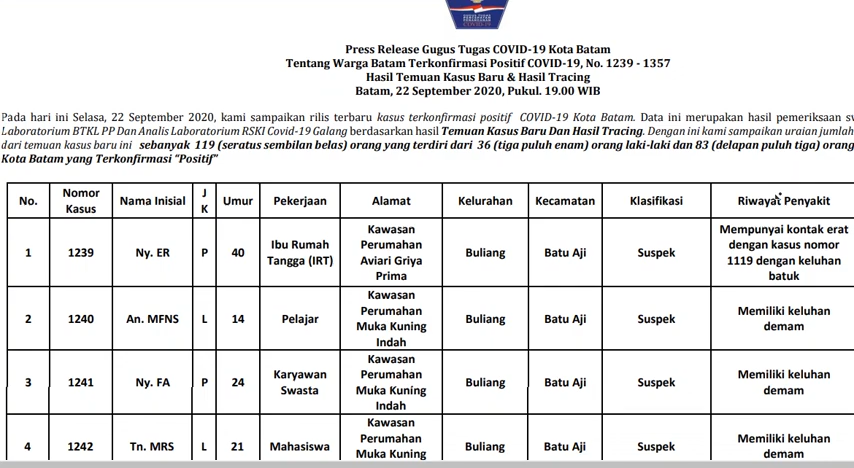 COVID-19
Press Release Gugus Tugas COVID-19 Kota Batam
Tentang Warga Batam Terkonfirmasi Positif COVID-19, No. 1239 - 1357
Hasil Temuan Kasus Baru & Hasil Tracing
Batam, 22 September 2020, Pukul. 19.00 WIB
Pada hari ini Selasa, 22 September 2020, kami sampaikan rilis terbaru kasus terkonfirmasi positif COVID-19 Kota Batam. Data ini merupakan hasil pemeriksaan
Laboratorium BTKL PP Dan Analis Laboratorium RSKI Covid-19 Galang berdasarkan hasil Temuan Kasus Baru Dan Hasil Tracing. Dengan ini kami sampaikan uraian jumlah
dari temuan kasus baru ini sebanyak 119 (seratus sembilan belas) orang yang terdiri dari 36 (tiga puluh enam) orang laki-laki dan 83 (delapan puluh tiga) orang
Kota Batam yang Terkonfirmasi "Positif"
No. Nomor Kasus Nama Inisial J K Umur Pekerjaan Alamat Kelurahan Kecamatan Klasifikasi Riwayat Penyakit
1 1239 Ny. ER P 40 Ibu Rumah Tangga (IRT) Kawasan Perumahan Aviari Griya Prima Buliang Batu Aji Suspek Mempunyai kontak erat dengan kasus nomor 1119 dengan keluhan batuk
2 1240 An. MFNS L 14 Pelajar Kawasan Perumahan Muka Kuning Indah Buliang Batu Aji Suspek Memiliki keluhan demam
3 1241 Ny. FA P 24 Karyawan Swasta Kawasan Perumahan Muka Kuning Indah Buliang Batu Aji Suspek Memiliki keluhan demam
4 1242 Tn. MRS L 21 Mahasiswa Kawasan Perumahan Muka Kuning Buliang Batu Aji Suspek Memiliki keluhan demam